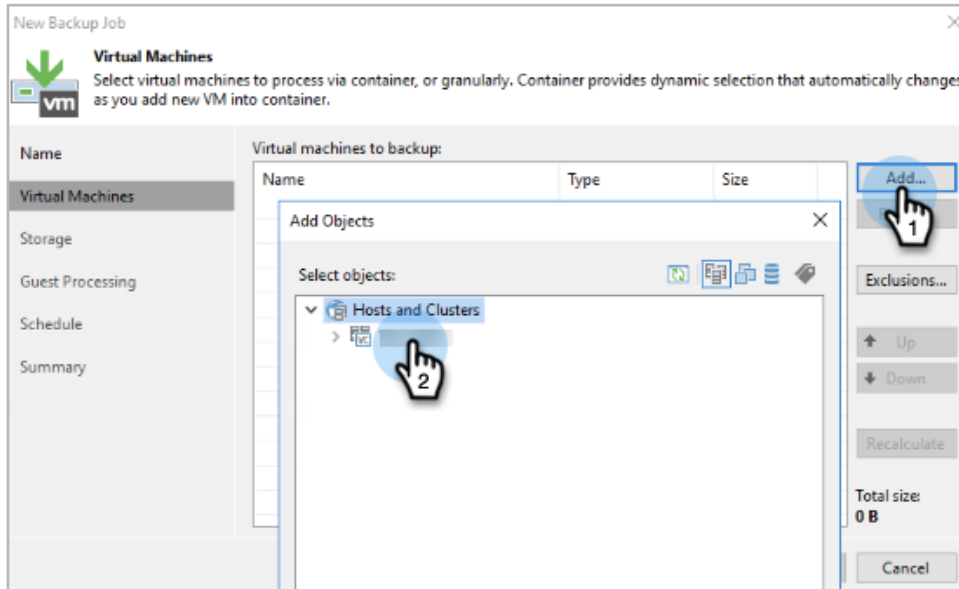 New Backup Job
Virtual Machines
Select virtual machines to process via container, or granularly. Container provides dynamic selection that automatically changes
as you add new VM into container.
vm
Name
Virtual Machines
Storage
Guest Processing
Schedule
Summary
Virtual machines to backup:
Name Type Size
Add...
1
Add Objects
Select objects:
Hosts and Clusters
VC
2
Exclusions...
Up
Down
Recalculate
Total size:
0 B
Cancel